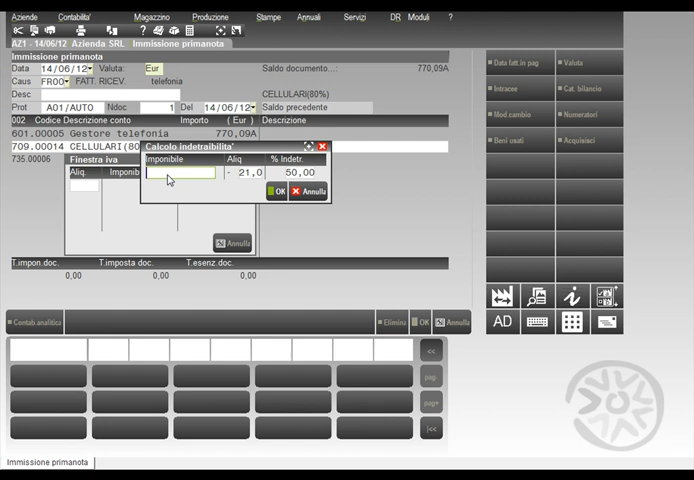 Aziende Contabilita' Magazzino Produzione Stampe Annuali Servizi DR Moduli ?
AZ1 - 14/06/12 Azienda SRL Immissione primanota
Immissione primanota
Data 14/06/12 Valuta: Eur Saldo documento...: 770,09A
Caus FR00 FATT. RICEV. telefonia
Desc CELLULARI(80%)
Prot A01/AUTO Ndoc 1 Del 14/06/12 Saldo precedente
002 Codice Descrizione conto Importo ( Eur ) Descrizione
601.00005 Gestore telefonia 770,09A
709.00014 CELLULARI(80
735.00006
Finestra iva
Aliq. Imponib
Annulla
Calcolo indetraibilita'
Imponibile Aliq % Indetr.
- 21,0 50,00
OK Annulla
T.impon.doc. T.imposta doc. T.esenz.doc.
0,00 0,00 0,00
Contab.analitica Elimina OK Annulla
Data fatt.in pag Valuta
Intracee Cat. bilancio
Mod.cambio Numeratori
Beni usati Acquisisci
AD
<<
pag-
pag+
|<<
Immissione primanota